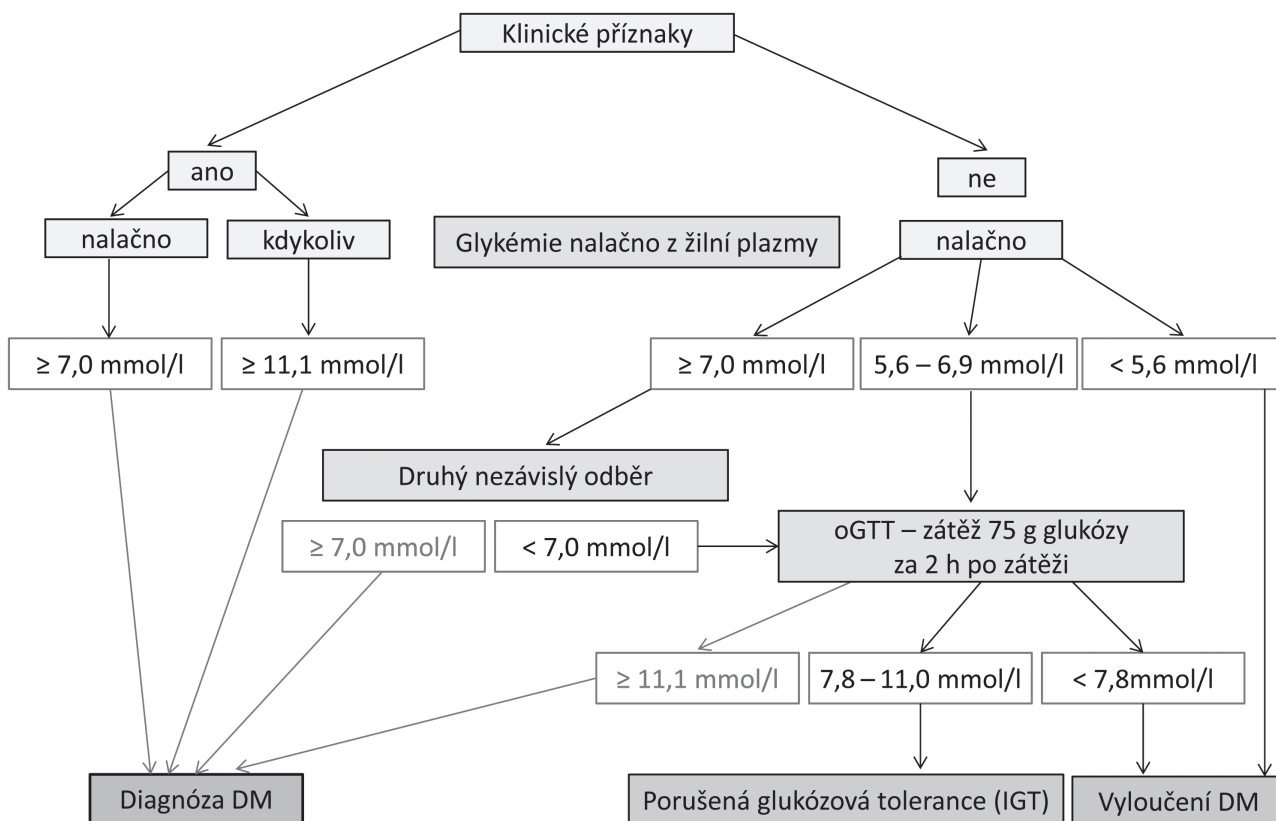 Klinické příznaky
ano
ne
nalačno
kdykoliv
Glykémie nalačno z žilní plazmy
nalačno
≥ 7,0 mmol/l
≥ 11,1 mmol/l
≥ 7,0 mmol/l
5,6 – 6,9 mmol/l
< 5,6 mmol/l
Druhý nezávislý odběr
≥ 7,0 mmol/l
< 7,0 mmol/l
oGTT – zátěž 75 g glukózy
za 2 h po zátěži
≥ 11,1 mmol/l
7,8 – 11,0 mmol/l
< 7,8mmol/l
Diagnóza DM
Porušená glukózová tolerance (IGT)
Vyloučení DM